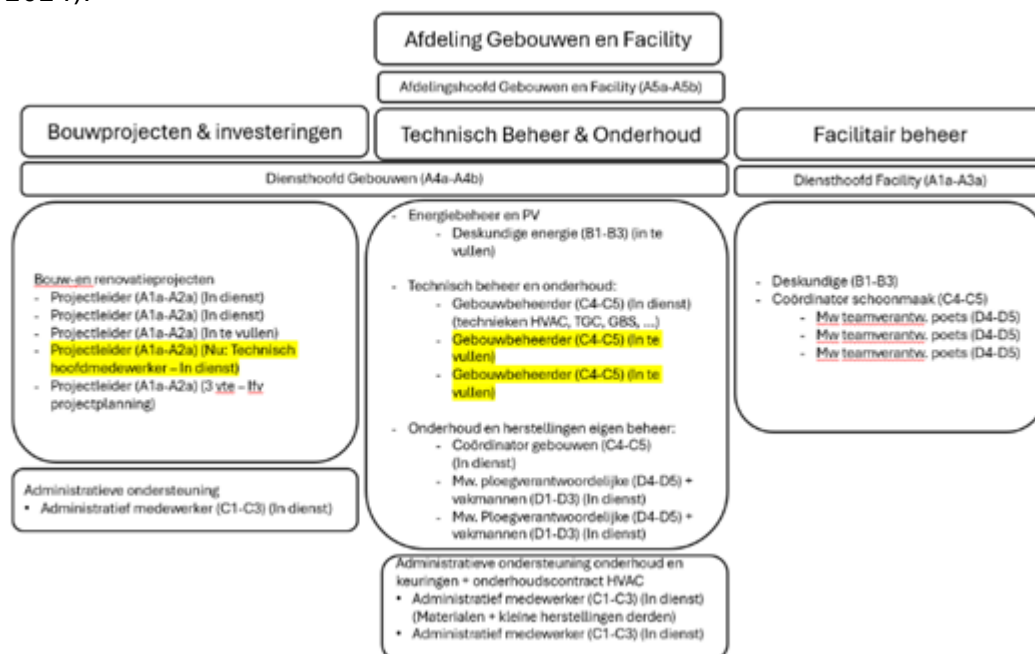 2024).
Afdeling Gebouwen en Facility
Afdelingshoofd Gebouwen en Facility (A5a-A5b)
Bouwprojecten & investeringen
Technisch Beheer & Onderhoud
Facilitair beheer
Diensthoofd Gebouwen (A4a-A4b)
Diensthoofd Facility (A1a-A3a)
Bouw-en renovatieprojecten
- Projectleider (A1a-A2a) (In dienst)
- Projectleider (A1a-A2a) (In dienst)
- Projectleider (A1a-A2a) (In te vullen)
- Projectleider (A1a-A2a) (Nu: Technisch
hoofdmedewerker – In dienst)
- Projectleider (A1a-A2a) (3 vte – Ifv
projectplanning)
Administratieve ondersteuning
• Administratief medewerker (C1-C3) (In dienst)
- Energiebeheer en PV
- Deskundige energie (B1-B3) (in te
vullen)
- Technisch beheer en onderhoud:
- Gebouwbeheerder (C4-C5) (In dienst)
(technieken HVAC, TGC, GBS, ...)
- Gebouwbeheerder (C4-C5) (In te
vullen)
- Gebouwbeheerder (C4-C5) (In te
vullen)
- Onderhoud en herstellingen eigen beheer:
- Coördinator gebouwen (C4-C5)
(In dienst)
- Mw. ploegverantwoordelijke (D4-D5) +
vakmannen (D1-D3) (In dienst)
- Mw. Ploegverantwoordelijke (D4-D5) +
vakmannen (D1-D3) (In dienst)
Administratieve ondersteuning onderhoud en
keuringen + onderhoudscontract HVAC
• Administratief medewerker (C1-C3) (In dienst)
(Materialen + kleine herstellingen derden)
• Administratief medewerker (C1-C3) (In dienst)
- Deskundige (B1-B3)
- Coördinator schoonmaak (C4-C5)
- Mw teamverantw. poets (D4-D5)
- Mw teamverantw. poets (D4-D5)
- Mw teamverantw. poets (D4-D5)